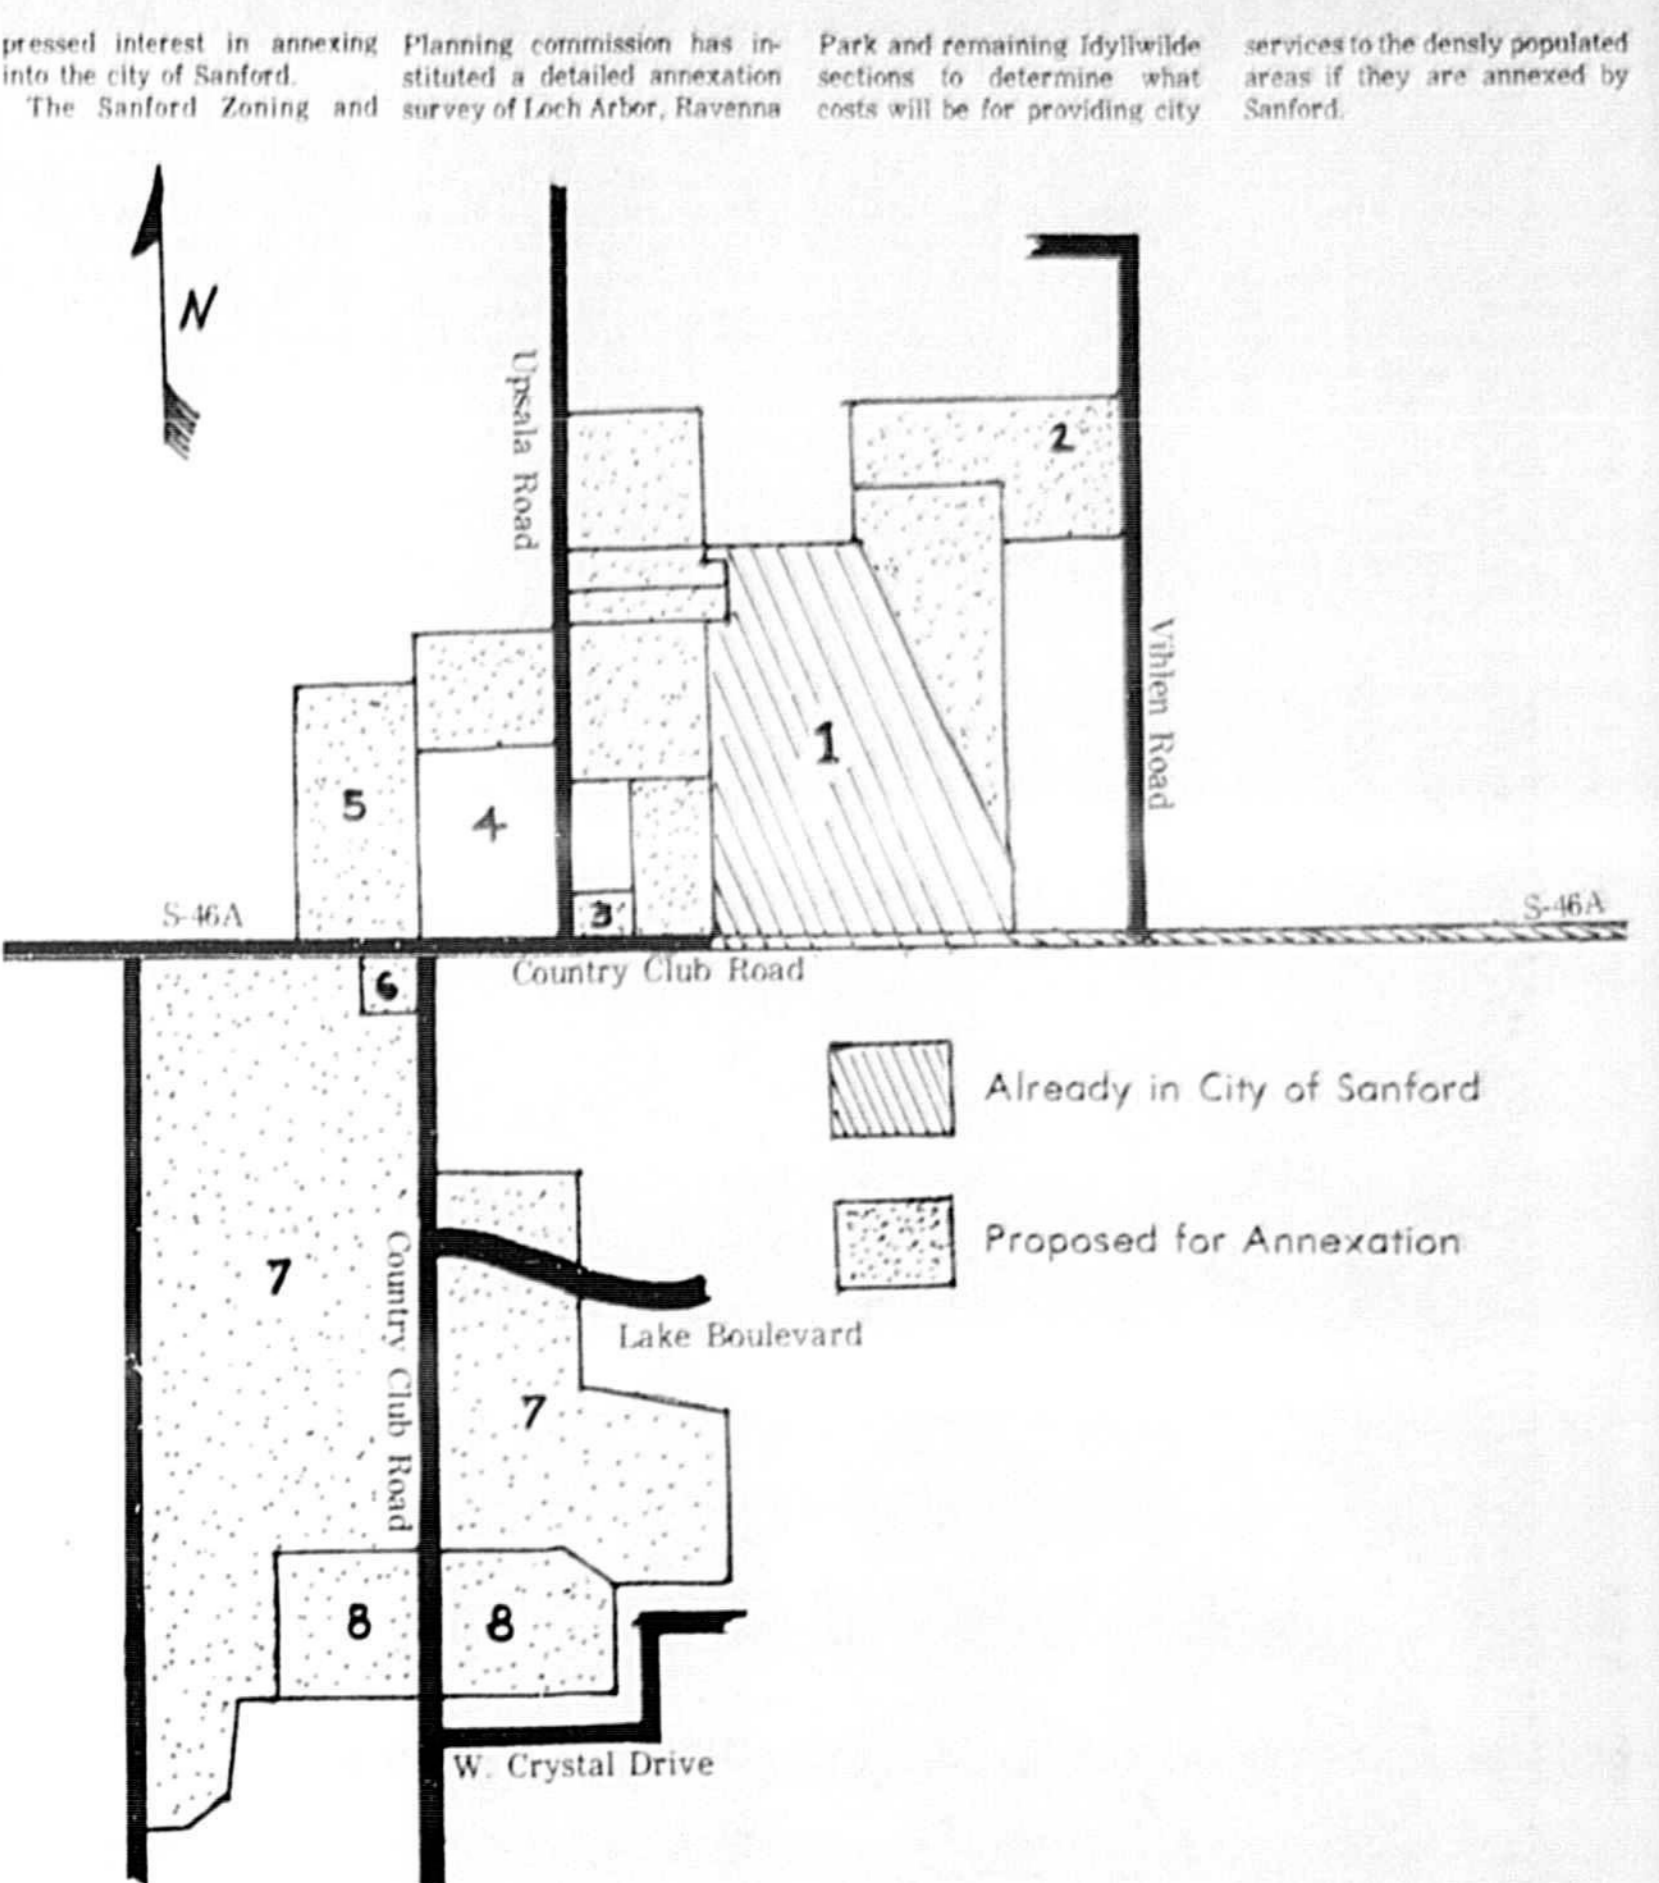 pressed interest in annexing
into the city of Sanford.
The Sanford Zoning and
Planning commission has in-
stituted a detailed annexation
survey of Loch Arbor, Ravenna
Park and remaining Idyllwilde
sections to determine what
costs will be for providing city
services to the densly populated
areas if they are annexed by
Sanford.
N
Upsala Road
2
Vihlen Road
1
5
4
3
S-46A
S-46A
Country Club Road
6
Already in City of Sanford
Proposed for Annexation
7
Country Club Road
Lake Boulevard
7
8
8
W. Crystal Drive